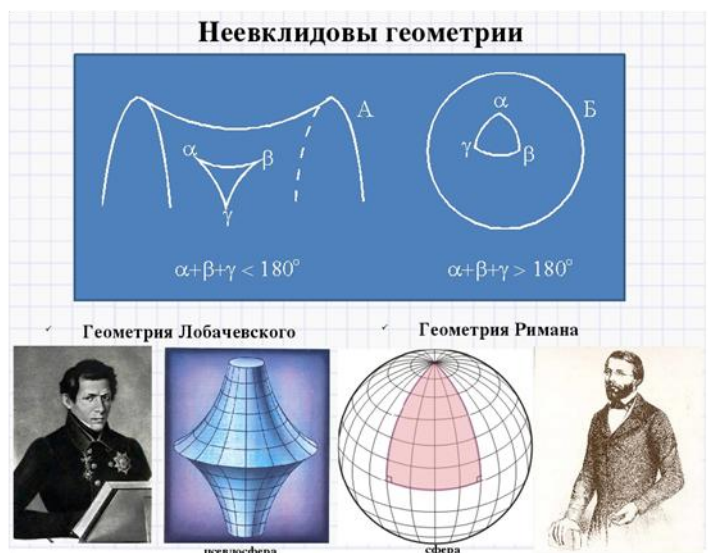 Неевклидовы геометрии
А
Б
α
β
γ
α
γ
β
α+β+γ < 180°
α+β+γ > 180°
✓ Геометрия Лобачевского
✓ Геометрия Римана
псевдосфера
сфера